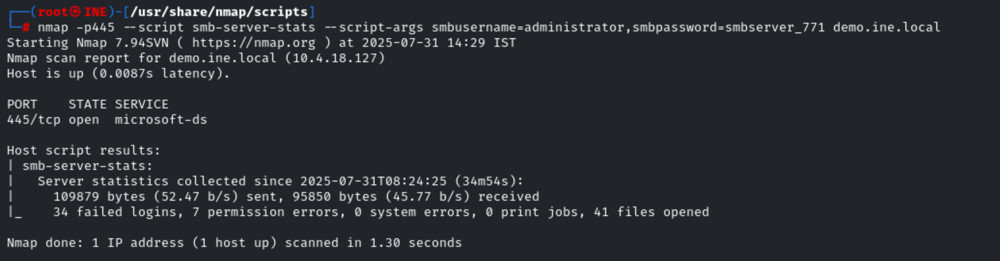 ┌──(root㉿INE)-[/usr/share/nmap/scripts]
└─# nmap -p445 --script smb-server-stats --script-args smbusername=administrator,smbpassword=smbserver_771 demo.ine.local
Starting Nmap 7.94SVN ( https://nmap.org ) at 2025-07-31 14:29 IST
Nmap scan report for demo.ine.local (10.4.18.127)
Host is up (0.0087s latency).

PORT    STATE SERVICE
445/tcp open  microsoft-ds

Host script results:
| smb-server-stats:
|   Server statistics collected since 2025-07-31T08:24:25 (34m54s):
|     109879 bytes (52.47 b/s) sent, 95850 bytes (45.77 b/s) received
|_    34 failed logins, 7 permission errors, 0 system errors, 0 print jobs, 41 files opened

Nmap done: 1 IP address (1 host up) scanned in 1.30 seconds